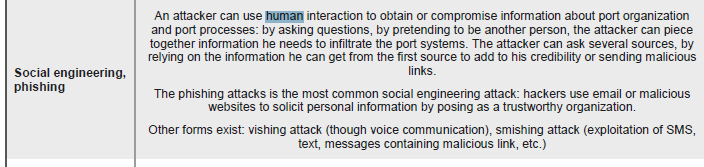 An attacker can use human interaction to obtain or compromise information about port organization
and port processes: by asking questions, by pretending to be another person, the attacker can piece
together information he needs to infiltrate the port systems. The attacker can ask several sources, by
relying on the information he can get from the first source to add to his credibility or sending malicious
links.
Social engineering,
phishing
The phishing attacks is the most common social engineering attack: hackers use email or malicious
websites to solicit personal information by posing as a trustworthy organization.
Other forms exist: vishing attack (though voice communication), smishing attack (exploitation of SMS,
text, messages containing malicious link, etc.)